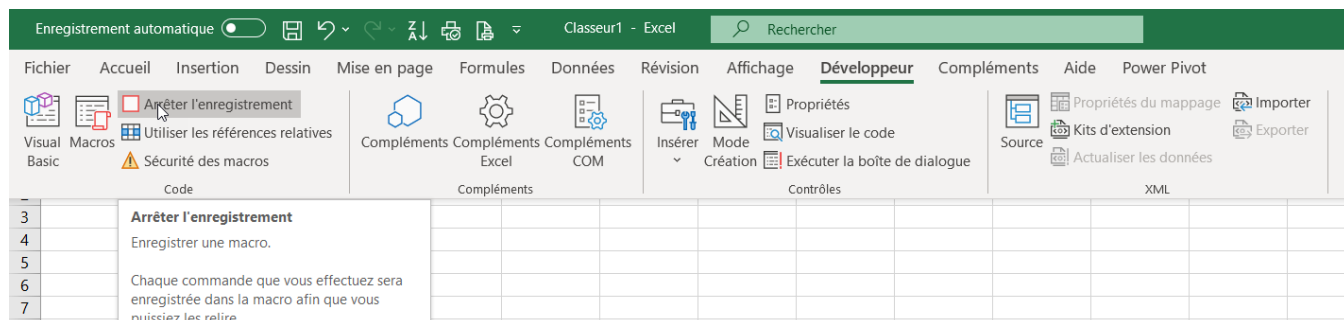 Enregistrement automatique Classeur1 - Excel Rechercher
Fichier Accueil Insertion Dessin Mise en page Formules Données Révision Affichage Développeur Compléments Aide Power Pivot
Visual Basic
Macros
Arrêter l'enregistrement
Utiliser les références relatives
Sécurité des macros
Code
Compléments
Compléments Excel
Compléments COM
Compléments
Insérer
Mode Création
Propriétés
Visualiser le code
Exécuter la boîte de dialogue
Contrôles
Source
Propriétés du mappage
Kits d'extension
Actualiser les données
Importer
Exporter
XML
3
4
5
6
7
Arrêter l'enregistrement
Enregistrer une macro.
Chaque commande que vous effectuez sera
enregistrée dans la macro afin que vous
puissiez les relire.